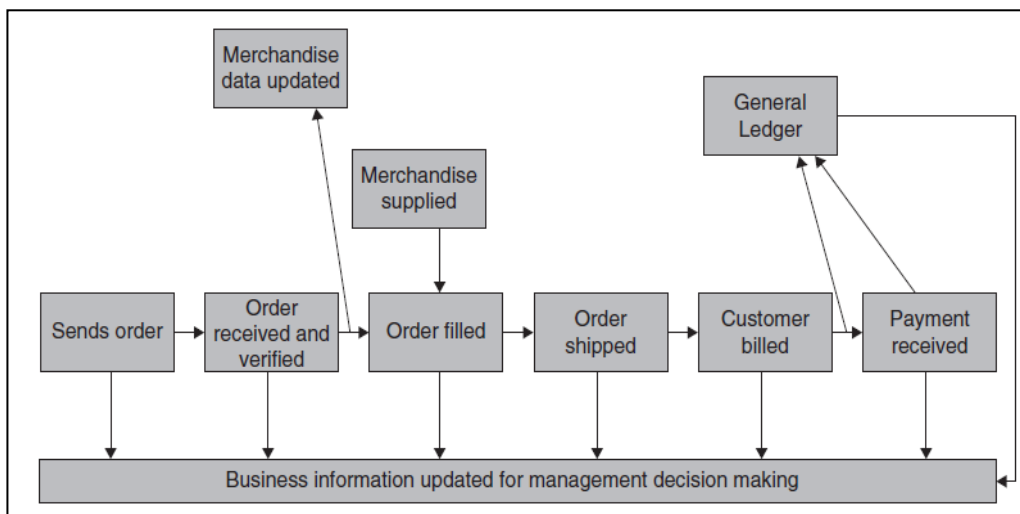 Merchandise
data updated
General
Ledger
Merchandise
supplied
Sends order
Order
received and
verified
Order filled
Order
shipped
Customer
billed
Payment
received
Business information updated for management decision making